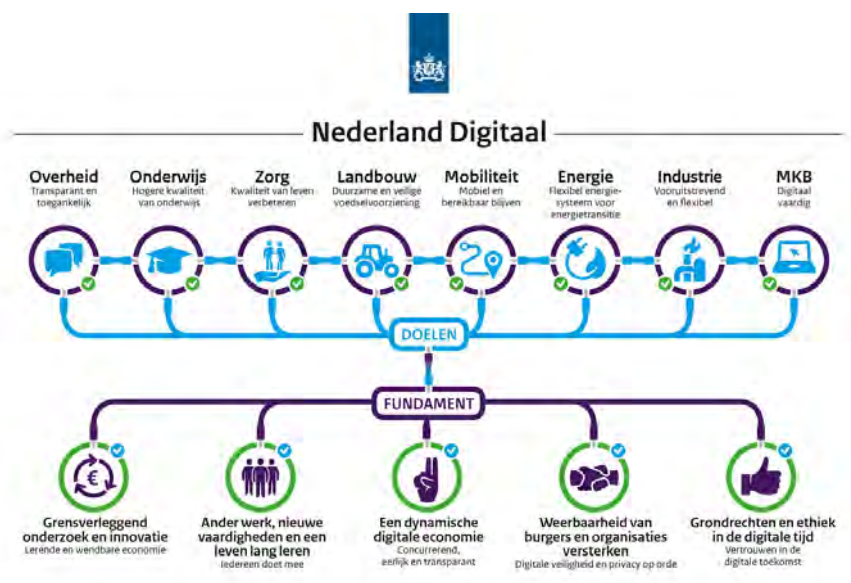 Nederland Digitaal
Overheid
Transparant en
toegankelijk
Onderwijs
Hogere kwaliteit
van onderwijs
Zorg
Kwaliteit van leven
verbeteren
Landbouw
Duurzame en veilige
voedselvoorziening
Mobiliteit
Mobiel en
bereikbaar blijven
Energie
Flexibel energie-
systeem voor
energietransitie
Industrie
Vooruitstrevend
en flexibel
MKB
Digitaal
vaardig
DOELEN
FUNDAMENT
€
Grensverleggend
onderzoek en innovatie
Lerende en wendbare economie
Ander werk, nieuwe
vaardigheden en een
leven lang leren
Iedereen doet mee
Een dynamische
digitale economie
Concurrerend,
eerlijk en transparant
Weerbaarheid van
burgers en organisaties
versterken
Digitale veiligheid en privacy op orde
Grondrechten en ethiek
in de digitale tijd
Vertrouwen in de
digitale toekomst